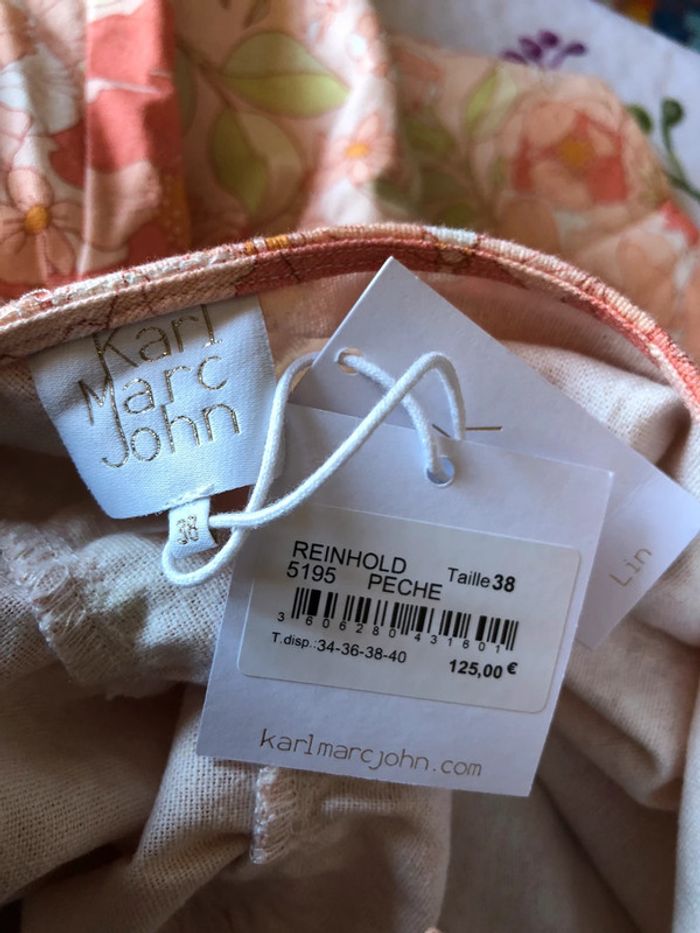 Karl
Marc
John
38
REINHOLD
5195 PECHE Taille 38
3 606280 431601
T.disp.:34-36-38-40
125,00 €
karlmarcjohn.com
Lin